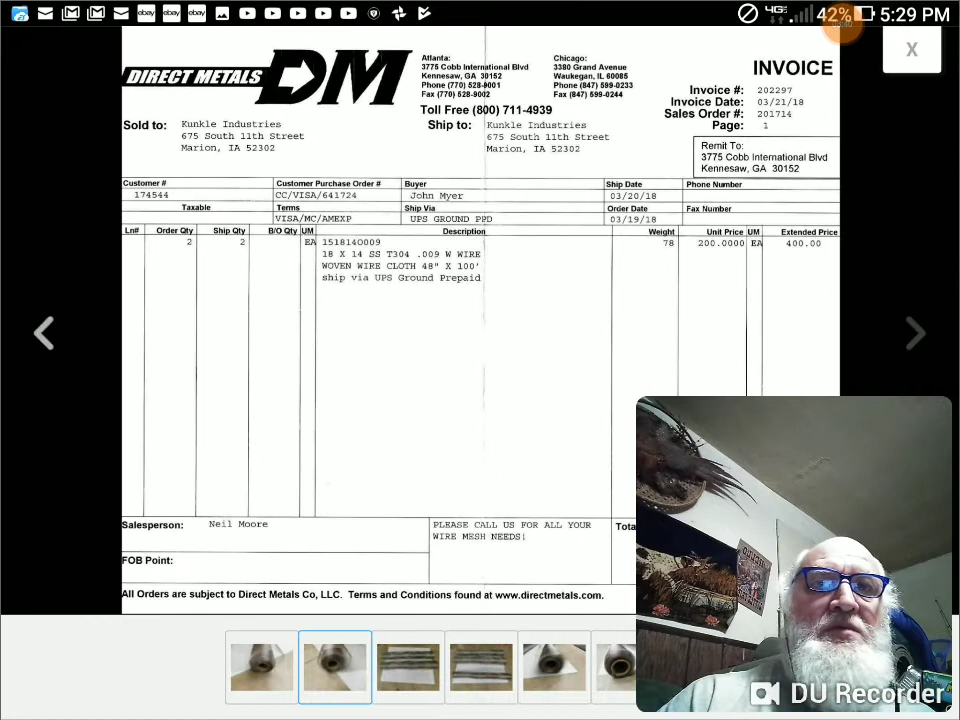 ebay ebay ebay 4G 42% 5:29 PM
X
DIRECT METALS DM
Atlanta:
3775 Cobb International Blvd
Kennesaw, GA 30152
Phone (770) 528-9001
Fax (770) 528-9002
Chicago:
3380 Grand Avenue
Waukegan, IL 60085
Phone (847) 599-0233
Fax (847) 599-0244
Toll Free (800) 711-4939
INVOICE
Invoice #: 202297
Invoice Date: 03/21/18
Sales Order #: 201714
Page: 1
Sold to: Kunkle Industries
675 South 11th Street
Marion, IA 52302
Ship to: Kunkle Industries
675 South 11th Street
Marion, IA 52302
Remit To:
3775 Cobb International Blvd
Kennesaw, GA 30152
Customer # Customer Purchase Order # Buyer Ship Date Phone Number
174544 CC/VISA/641724 John Myer 03/20/18
Taxable Terms Ship Via Order Date Fax Number
VISA/MC/AMEXP UPS GROUND PPD 03/19/18
Ln# Order Qty Ship Qty B/O Qty UM Description Weight Unit Price UM Extended Price
2 2 EA 151814O009 78 200.0000 EA 400.00
18 X 14 SS T304 .009 W WIRE
WOVEN WIRE CLOTH 48" X 100'
ship via UPS Ground Prepaid
Salesperson: Neil Moore
PLEASE CALL US FOR ALL YOUR
WIRE MESH NEEDS!
Tota
FOB Point:
All Orders are subject to Direct Metals Co, LLC. Terms and Conditions found at www.directmetals.com.
DU Recorder